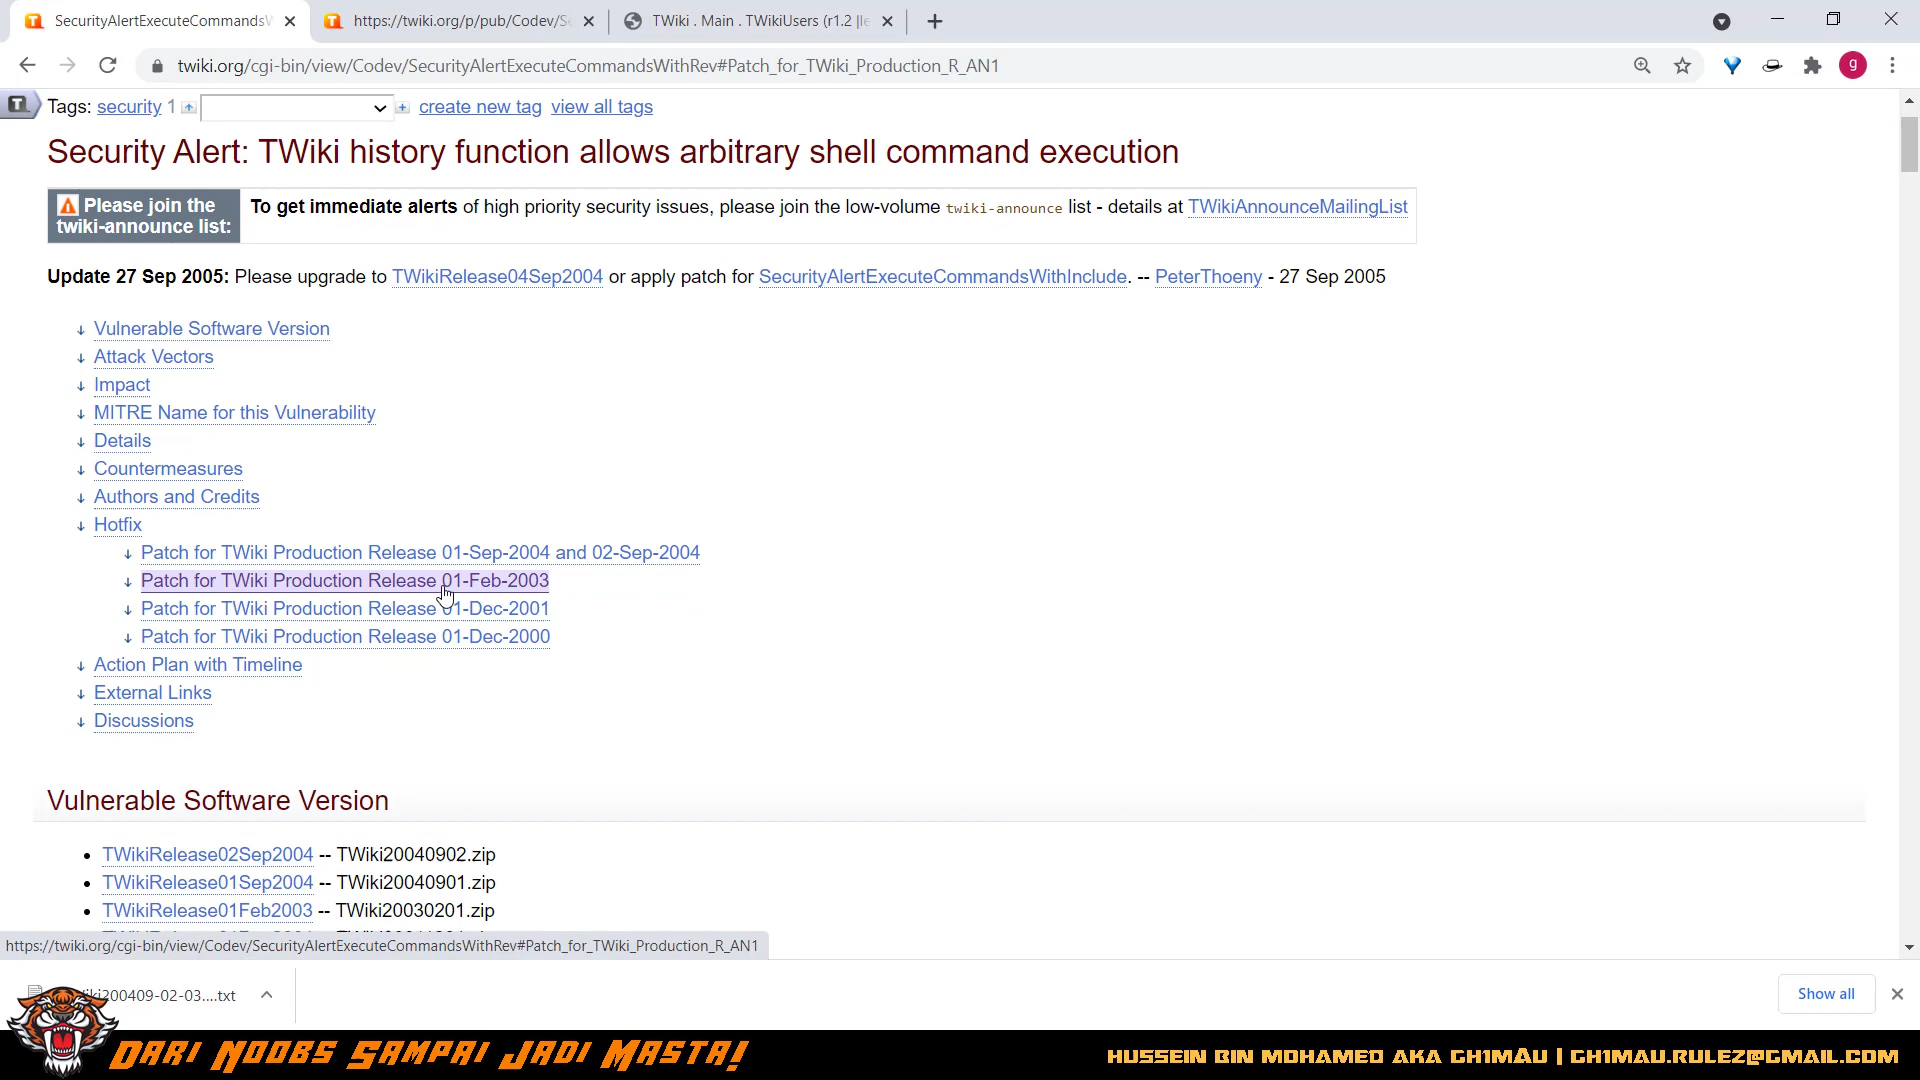 SecurityAlertExecuteCommandsW
https://twiki.org/p/pub/Codev/Se
TWiki . Main . TWikiUsers (r1.2 |le
twiki.org/cgi-bin/view/Codev/SecurityAlertExecuteCommandsWithRev#Patch_for_TWiki_Production_R_AN1
g
T
Tags: security 1 create new tag view all tags
Security Alert: TWiki history function allows arbitrary shell command execution
Please join the
twiki-announce list:
To get immediate alerts of high priority security issues, please join the low-volume twiki-announce list - details at TWikiAnnounceMailingList
Update 27 Sep 2005: Please upgrade to TWikiRelease04Sep2004 or apply patch for SecurityAlertExecuteCommandsWithInclude. -- PeterThoeny - 27 Sep 2005
↓ Vulnerable Software Version
↓ Attack Vectors
↓ Impact
↓ MITRE Name for this Vulnerability
↓ Details
↓ Countermeasures
↓ Authors and Credits
↓ Hotfix
↓ Patch for TWiki Production Release 01-Sep-2004 and 02-Sep-2004
↓ Patch for TWiki Production Release 01-Feb-2003
↓ Patch for TWiki Production Release 01-Dec-2001
↓ Patch for TWiki Production Release 01-Dec-2000
↓ Action Plan with Timeline
↓ External Links
↓ Discussions
Vulnerable Software Version
• TWikiRelease02Sep2004 -- TWiki20040902.zip
• TWikiRelease01Sep2004 -- TWiki20040901.zip
• TWikiRelease01Feb2003 -- TWiki20030201.zip
https://twiki.org/cgi-bin/view/Codev/SecurityAlertExecuteCommandsWithRev#Patch_for_TWiki_Production_R_AN1
iki200409-02-03....txt
Show all
DARI NOOBS SAMPAI JADI MASTA!
HUSSEIN BIN MOHAMED AKA GH1MAU | GH1MAU.RULEZ@GMAIL.COM